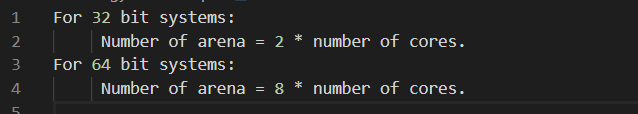 1 For 32 bit systems:
2 Number of arena = 2 * number of cores.
3 For 64 bit systems:
4 Number of arena = 8 * number of cores.
5